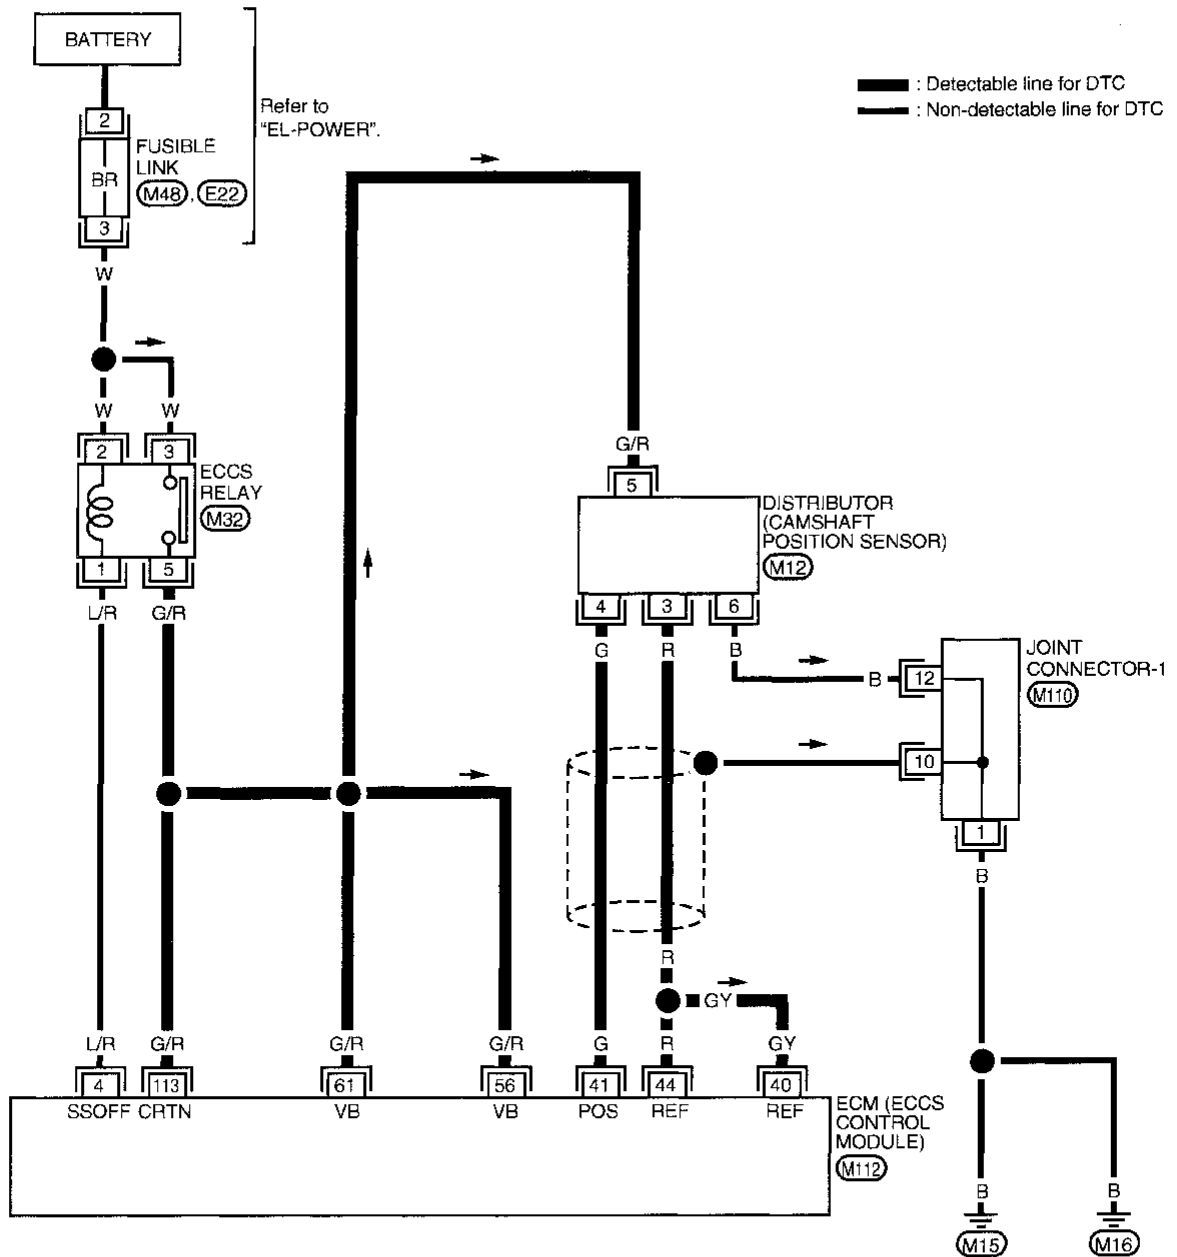 BATTERY
: Detectable line for DTC
: Non-detectable line for DTC
Refer to
"EL-POWER".
2
FUSIBLE
LINK
BR
M48 , E22
3
W
W
W
2
3
ECCS
RELAY
M32
1
5
L/R
G/R
G/R
5
DISTRIBUTOR
(CAMSHAFT
POSITION SENSOR)
M12
4
3
6
G
R
B
B
12
JOINT
CONNECTOR-1
M110
10
1
B
R
GY
L/R
G/R
G/R
G/R
G
R
GY
4
113
61
56
41
44
40
SSOFF
CRTN
VB
VB
POS
REF
REF
ECM (ECCS
CONTROL
MODULE)
M112
B
B
M15
M16